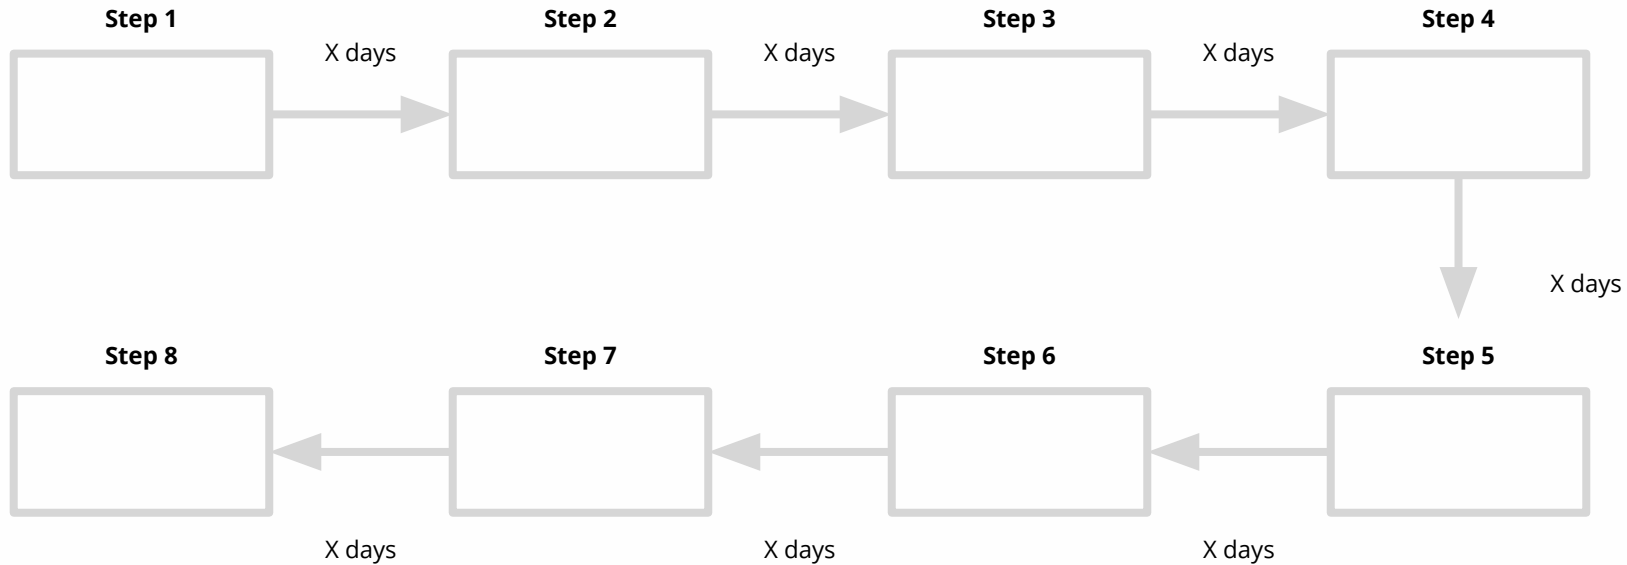 Step 1
X days
Step 2
X days
Step 3
X days
Step 4
X days
Step 5
X days
Step 6
X days
Step 7
X days
Step 8